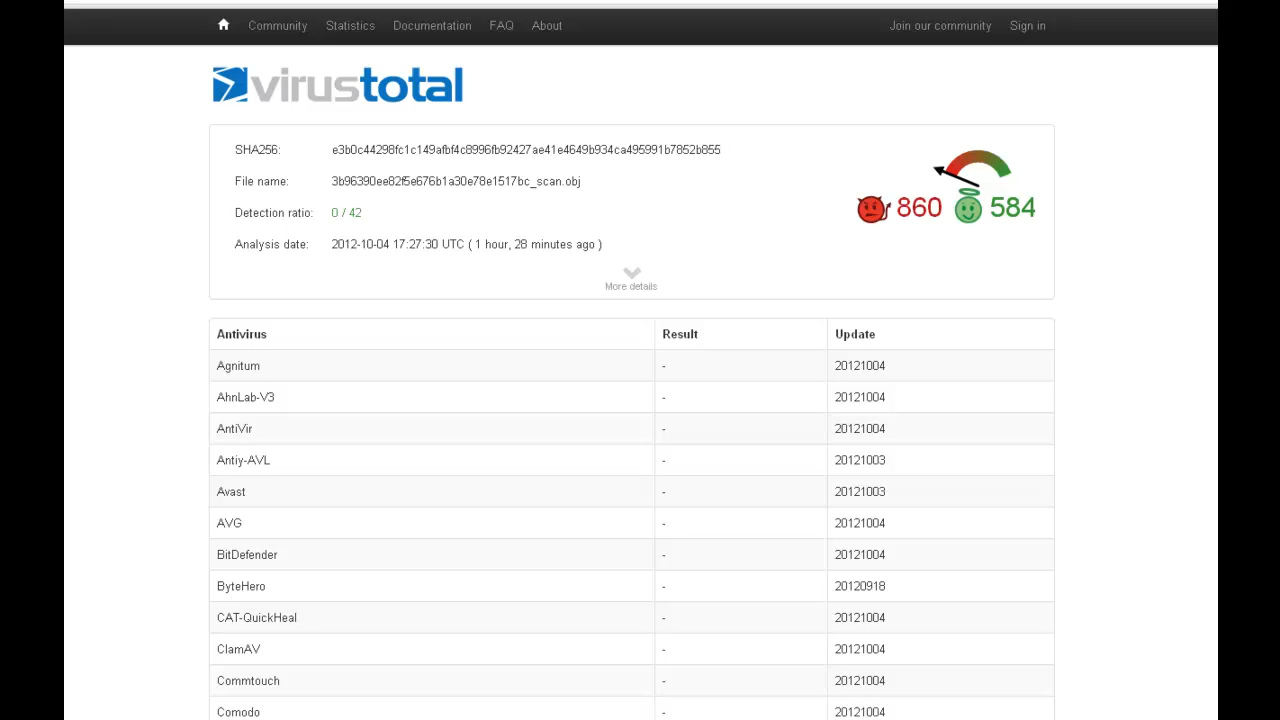 Community Statistics Documentation FAQ About Join our community Sign in
virustotal
SHA256: e3b0c44298fc1c149afbf4c8996fb92427ae41e4649b934ca495991b7852b855
File name: 3b96390ee82f5e676b1a30e78e1517bc_scan.obj
Detection ratio: 0 / 42
860 584
Analysis date: 2012-10-04 17:27:30 UTC ( 1 hour, 28 minutes ago )
More details
Antivirus Result Update
Agnitum - 20121004
AhnLab-V3 - 20121004
AntiVir - 20121004
Antiy-AVL - 20121003
Avast - 20121003
AVG - 20121004
BitDefender - 20121004
ByteHero - 20120918
CAT-QuickHeal - 20121004
ClamAV - 20121004
Commtouch - 20121004
Comodo - 20121004